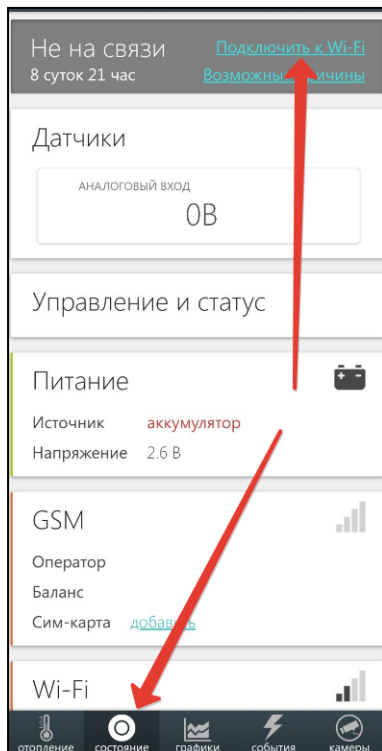 Не на связи Подключить к Wi-Fi
8 суток 21 час Возможные причины
Датчики
АНАЛОГОВЫЙ ВХОД
0В
Управление и статус
Питание
Источник аккумулятор
Напряжение 2.6 В
GSM
Оператор
Баланс
Сим-карта добавить
Wi-Fi
отопление состояние графики события камеры